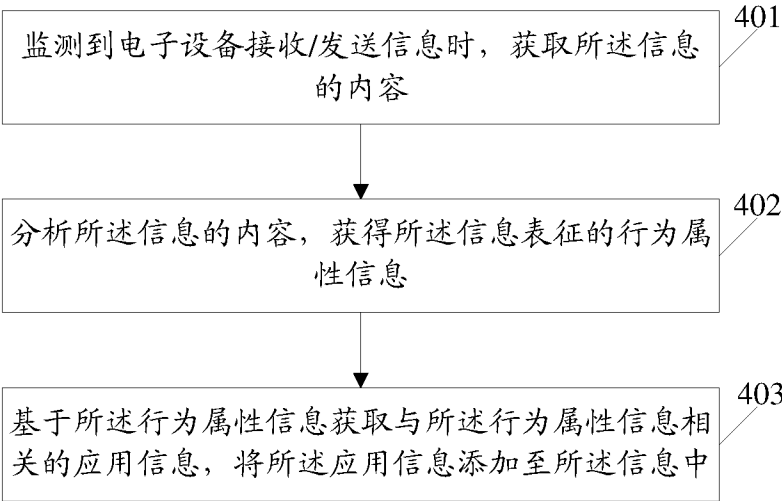 401
监测到电子设备接收/发送信息时，获取所述信息
的内容
402
分析所述信息的内容，获得所述信息表征的行为属
性信息
403
基于所述行为属性信息获取与所述行为属性信息相
关的应用信息，将所述应用信息添加至所述信息中